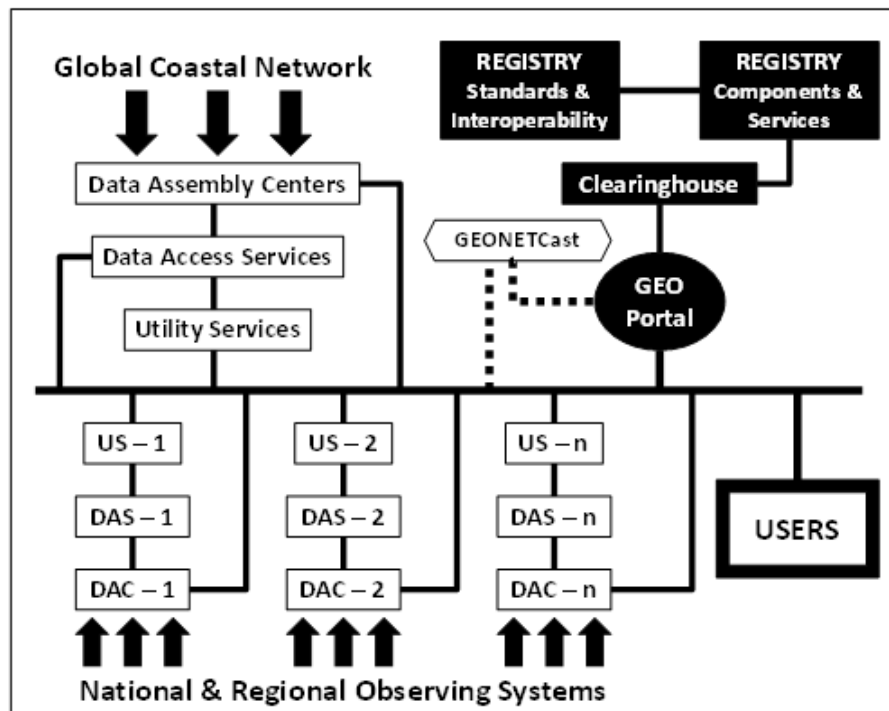 Global Coastal Network
REGISTRY
Standards &
Interoperability
REGISTRY
Components &
Services
Data Assembly Centers
Clearinghouse
Data Access Services
GEONETCast
GEO
Portal
Utility Services
US – 1
US – 2
US – n
DAS – 1
DAS – 2
DAS – n
USERS
DAC – 1
DAC – 2
DAC – n
National & Regional Observing Systems